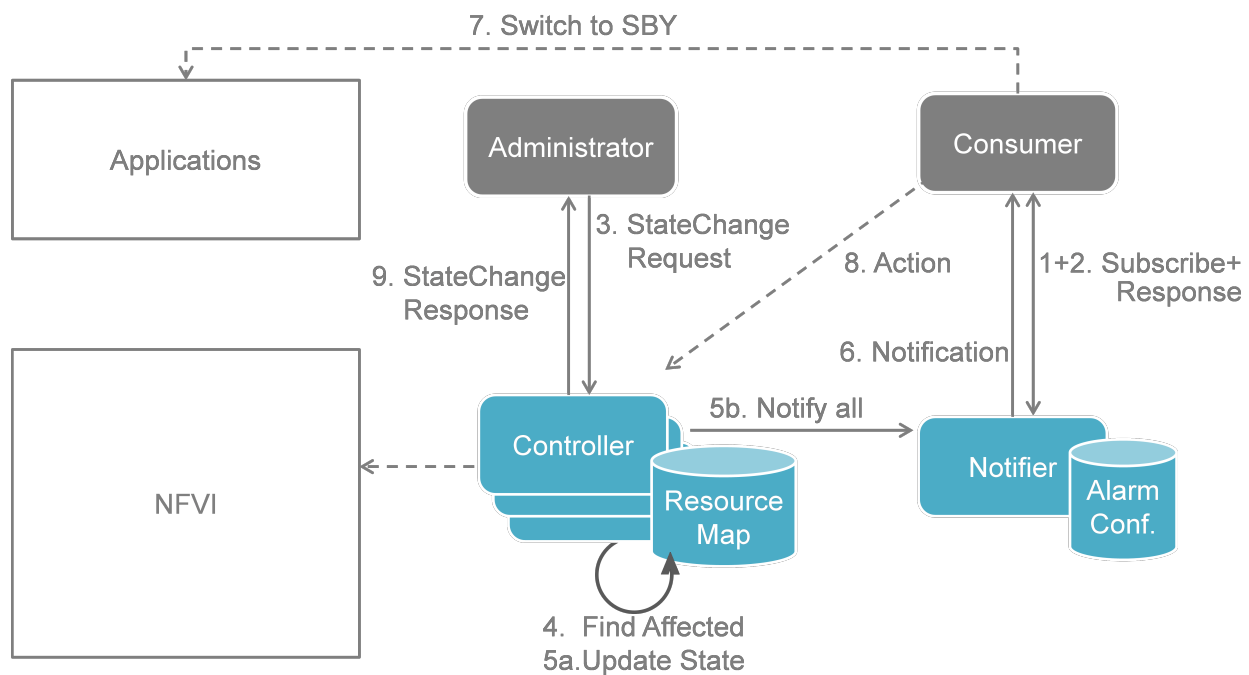 7. Switch to SBY
Applications
Administrator
Consumer
3. StateChange
Request
9. StateChange
Response
8. Action
1+2. Subscribe+
Response
6. Notification
5b. Notify all
Controller
Resource
Map
Notifier
Alarm
Conf.
NFVI
4. Find Affected
5a.Update State